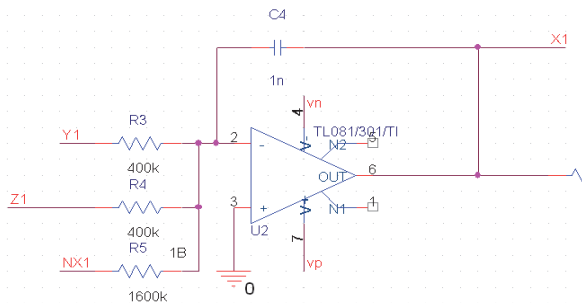 C4
X1
1n
vn
4
TL081/301/TI
R3
Y1
2
-
V-
N2
5
400k
R4
OUT
6
Z1
3
+
V+
N1
1
400k
U2
R5
NX1
1B
7
vp
0
1600k